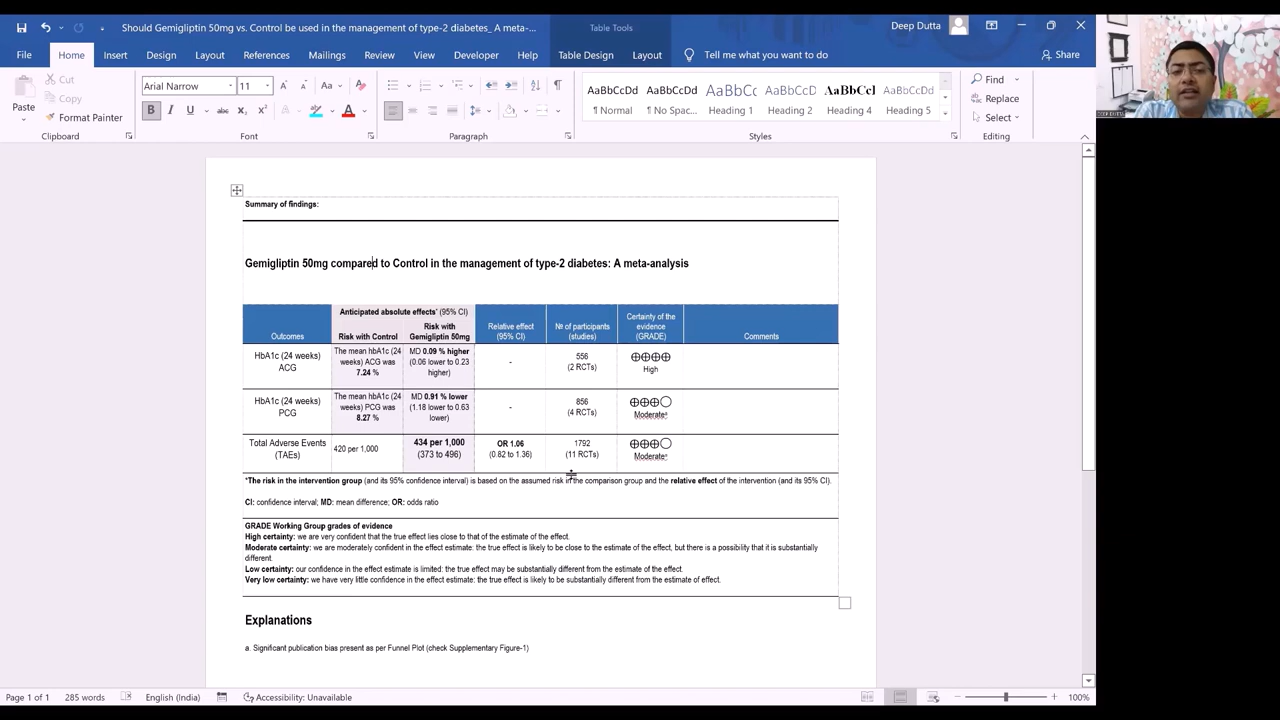 Should Gemigliptin 50mg vs. Control be used in the management of type-2 diabetes_ A meta-...
Table Tools
Deep Dutta
File Home Insert Design Layout References Mailings Review View Developer Help Table Design Layout Tell me what you want to do Share
Paste
Cut
Copy
Format Painter
Clipboard
Arial Narrow 11
Font
Paragraph
AaBbCcDd AaBbCcDd AaBbCc AaBbCcDd AaBbCcI AaBbCcDd
¶ Normal ¶ No Spac... Heading 1 Heading 2 Heading 4 Heading 5
Styles
Find
Replace
Select
Editing
Summary of findings:
Gemigliptin 50mg compared to Control in the management of type-2 diabetes: A meta-analysis
Outcomes
Anticipated absolute effects* (95% CI)
Risk with Control
Risk with
Gemigliptin 50mg
Relative effect
(95% CI)
№ of participants
(studies)
Certainty of the
evidence
(GRADE)
Comments
HbA1c (24 weeks)
ACG
The mean hbA1c (24
weeks) ACG was
7.24 %
MD 0.09 % higher
(0.06 lower to 0.23
higher)
-
556
(2 RCTs)
⊕⊕⊕⊕
High
HbA1c (24 weeks)
PCG
The mean hbA1c (24
weeks) PCG was
8.27 %
MD 0.91 % lower
(1.18 lower to 0.63
lower)
-
856
(4 RCTs)
⊕⊕⊕◯
Moderateª
Total Adverse Events
(TAEs)
420 per 1,000
434 per 1,000
(373 to 496)
OR 1.06
(0.82 to 1.36)
1792
(11 RCTs)
⊕⊕⊕◯
Moderateª
*The risk in the intervention group (and its 95% confidence interval) is based on the assumed risk in the comparison group and the relative effect of the intervention (and its 95% CI).
CI: confidence interval; MD: mean difference; OR: odds ratio
GRADE Working Group grades of evidence
High certainty: we are very confident that the true effect lies close to that of the estimate of the effect.
Moderate certainty: we are moderately confident in the effect estimate: the true effect is likely to be close to the estimate of the effect, but there is a possibility that it is substantially
different.
Low certainty: our confidence in the effect estimate is limited: the true effect may be substantially different from the estimate of the effect.
Very low certainty: we have very little confidence in the effect estimate: the true effect is likely to be substantially different from the estimate of effect.
Explanations
a. Significant publication bias present as per Funnel Plot (check Supplementary Figure-1)
Page 1 of 1 285 words English (India) Accessibility: Unavailable 100%